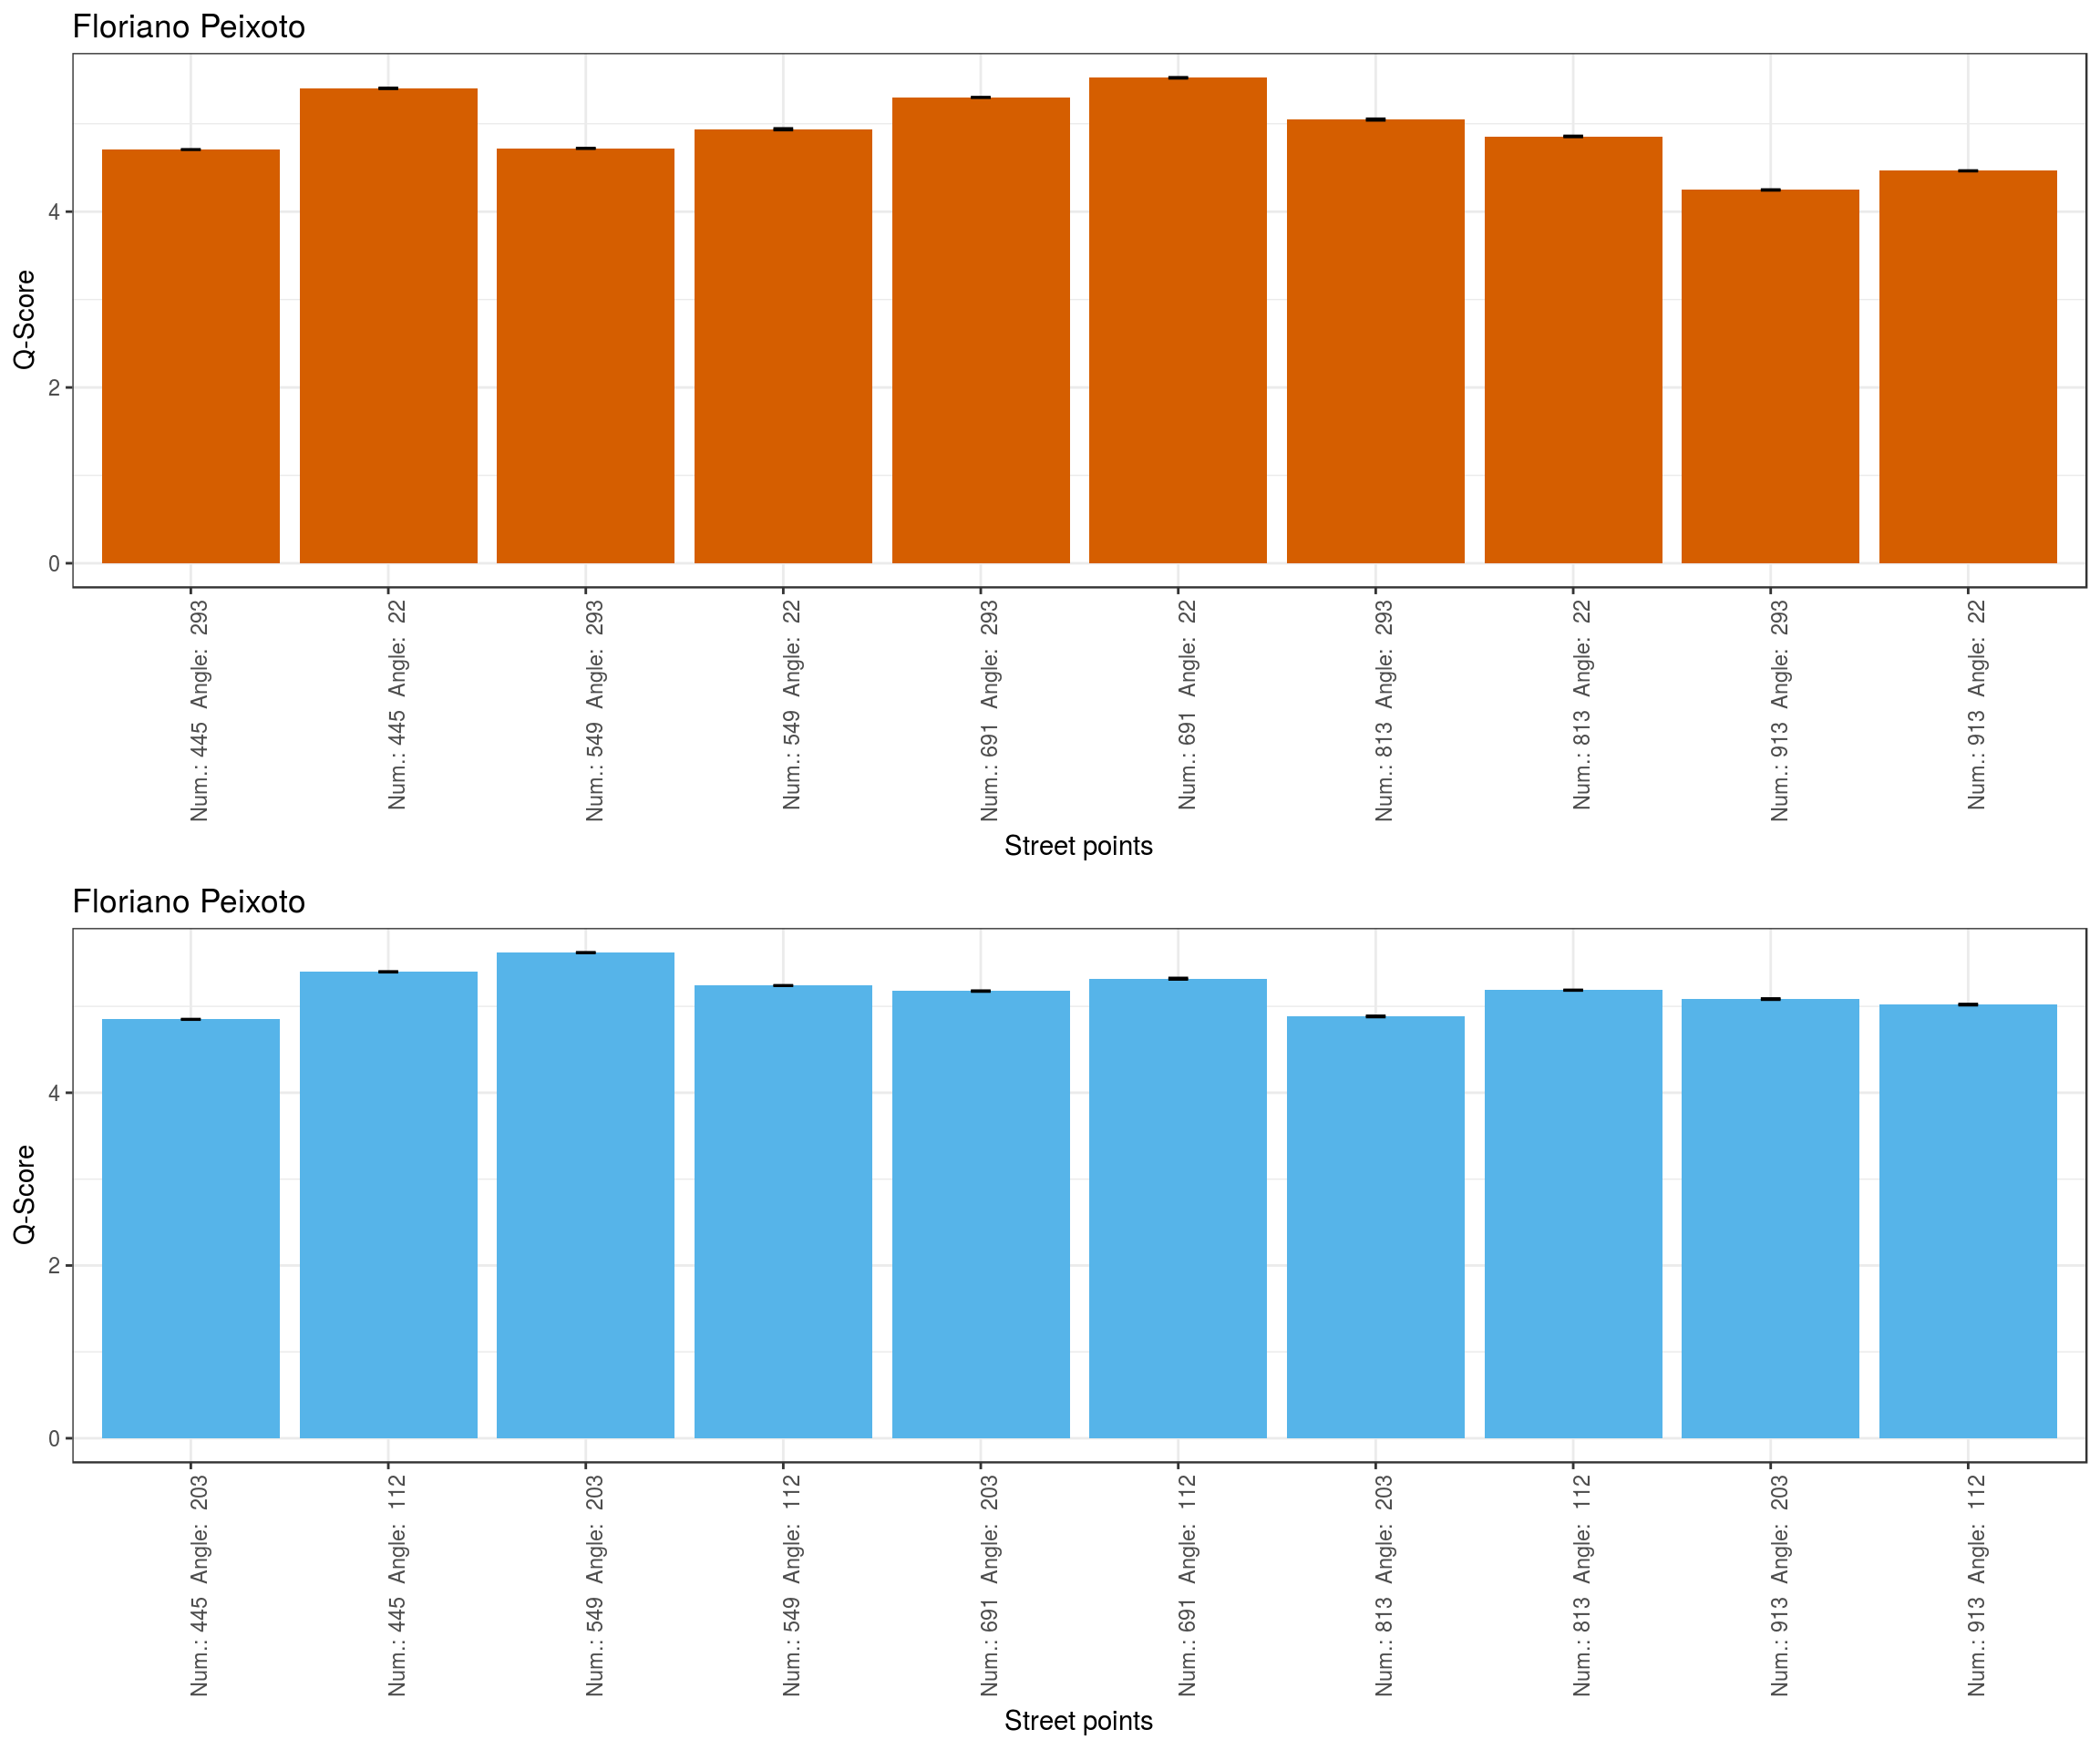 Floriano Peixoto
Q-Score
4
2
0
Num.: 445 Angle: 293
Num.: 445 Angle: 22
Num.: 549 Angle: 293
Num.: 549 Angle: 22
Num.: 691 Angle: 293
Num.: 691 Angle: 22
Num.: 813 Angle: 293
Num.: 813 Angle: 22
Num.: 913 Angle: 293
Num.: 913 Angle: 22
Street points
Floriano Peixoto
Q-Score
4
2
0
Num.: 445 Angle: 203
Num.: 445 Angle: 112
Num.: 549 Angle: 203
Num.: 549 Angle: 112
Num.: 691 Angle: 203
Num.: 691 Angle: 112
Num.: 813 Angle: 203
Num.: 813 Angle: 112
Num.: 913 Angle: 203
Num.: 913 Angle: 112
Street points